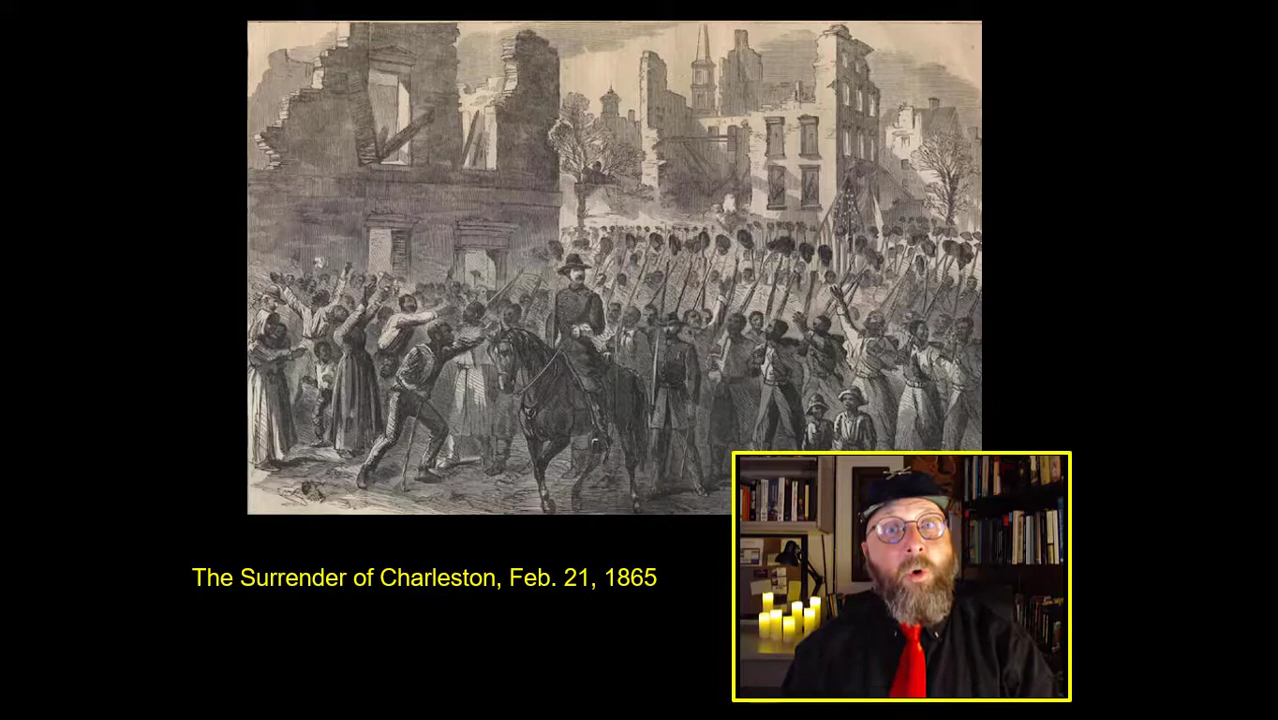 The Surrender of Charleston, Feb. 21, 1865